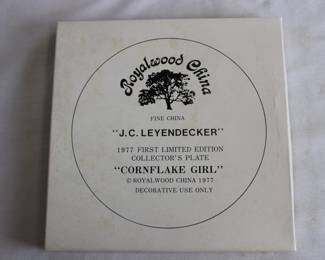 Royalwood China
FINE CHINA
"J.C. LEYENDECKER"
1977 FIRST LIMITED EDITION
COLLECTOR'S PLATE
"CORNFLAKE GIRL"
© ROYALWOOD CHINA 1977
DECORATIVE USE ONLY